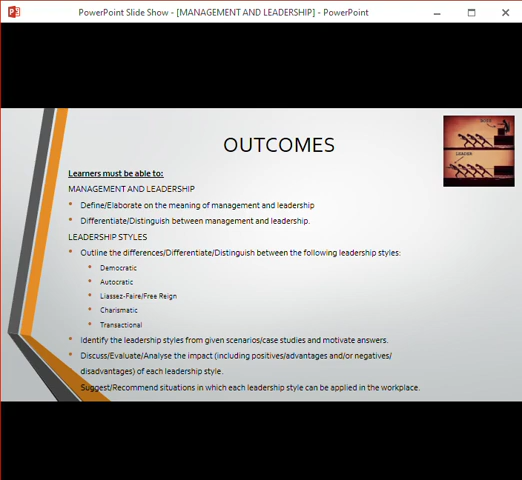 PowerPoint Slide Show - [MANAGEMENT AND LEADERSHIP] - PowerPoint
OUTCOMES
BOSS
LEADER
Learners must be able to:
MANAGEMENT AND LEADERSHIP
Define/Elaborate on the meaning of management and leadership
Differentiate/Distinguish between management and leadership.
LEADERSHIP STYLES
Outline the differences/Differentiate/Distinguish between the following leadership styles:
Democratic
Autocratic
Liassez-Faire/Free Reign
Charismatic
Transactional
Identify the leadership styles from given scenarios/case studies and motivate answers.
Discuss/Evaluate/Analyse the impact (including positives/advantages and/or negatives/
disadvantages) of each leadership style.
Suggest/Recommend situations in which each leadership style can be applied in the workplace.